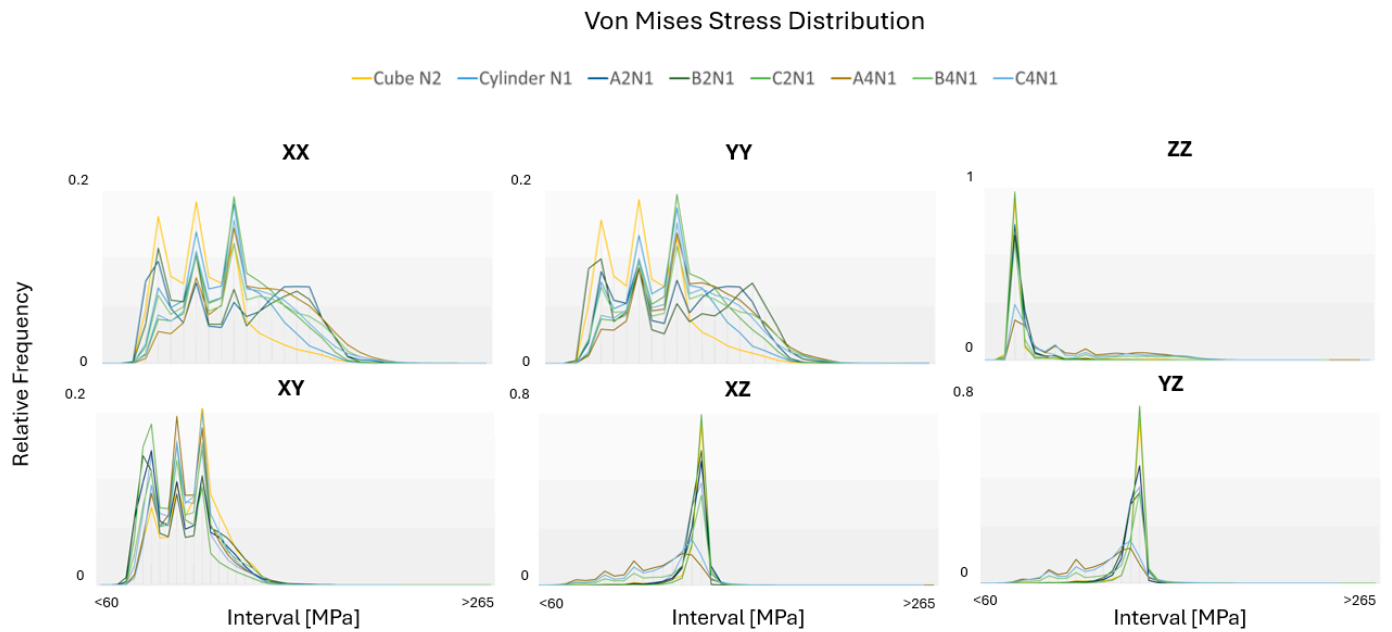 Von Mises Stress Distribution
Cube N2 Cylinder N1 A2N1 B2N1 C2N1 A4N1 B4N1 C4N1
XX YY ZZ
0.2 0.2 1
0 0 0
XY XZ YZ
0.2 0.8 0.8
0 0 0
Relative Frequency
<60 >265 <60 >265 <60 >265
Interval [MPa] Interval [MPa] Interval [MPa]